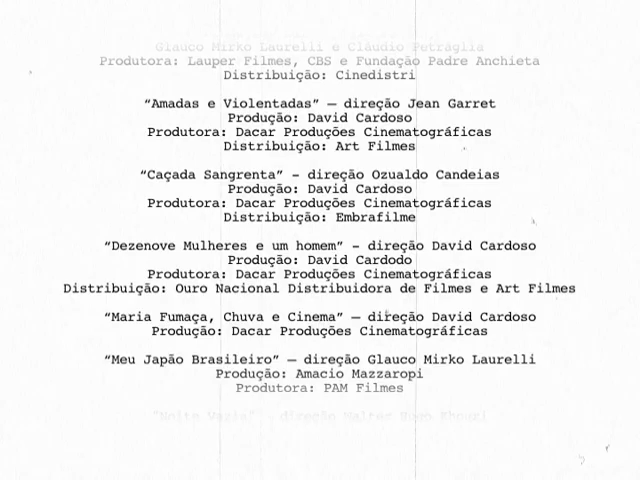 Glauco Mirko Laurelli e Cláudio Petráglia
Produtora: Lauper Filmes, CBS e Fundação Padre Anchieta
Distribuição: Cinedistri
“Amadas e Violentadas” – direção Jean Garret
Produção: David Cardoso
Produtora: Dacar Produções Cinematográficas
Distribuição: Art Filmes
“Caçada Sangrenta” - direção Ozualdo Candeias
Produção: David Cardoso
Produtora: Dacar Produções Cinematográficas
Distribuição: Embrafilme
“Dezenove Mulheres e um homem” - direção David Cardoso
Produção: David Cardodo
Produtora: Dacar Produções Cinematográficas
Distribuição: Ouro Nacional Distribuidora de Filmes e Art Filmes
“Maria Fumaça, Chuva e Cinema” – direção David Cardoso
Produção: Dacar Produções Cinematográficas
“Meu Japão Brasileiro” – direção Glauco Mirko Laurelli
Produção: Amacio Mazzaropi
Produtora: PAM Filmes
"Noite Vazia" - direção Walter Hugo Khouri